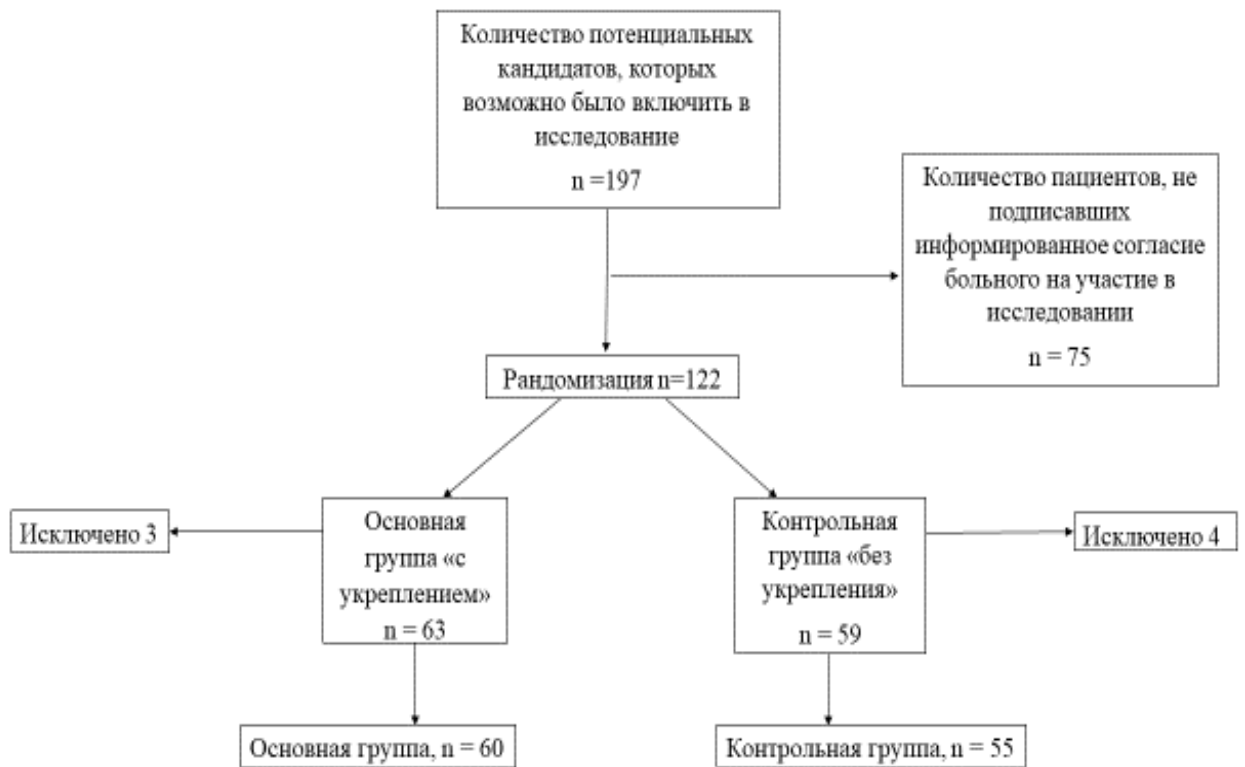 Количество потенциальных
кандидатов, которых
возможно было включить в
исследование
n =197
Количество пациентов, не
подписавших
информированное согласие
больного на участие в
исследовании
n = 75
Рандомизация n=122
Исключено 3
Основная
группа «с
укреплением»
n = 63
Контрольная
группа «без
укрепления»
n = 59
Исключено 4
Основная группа, n = 60
Контрольная группа, n = 55